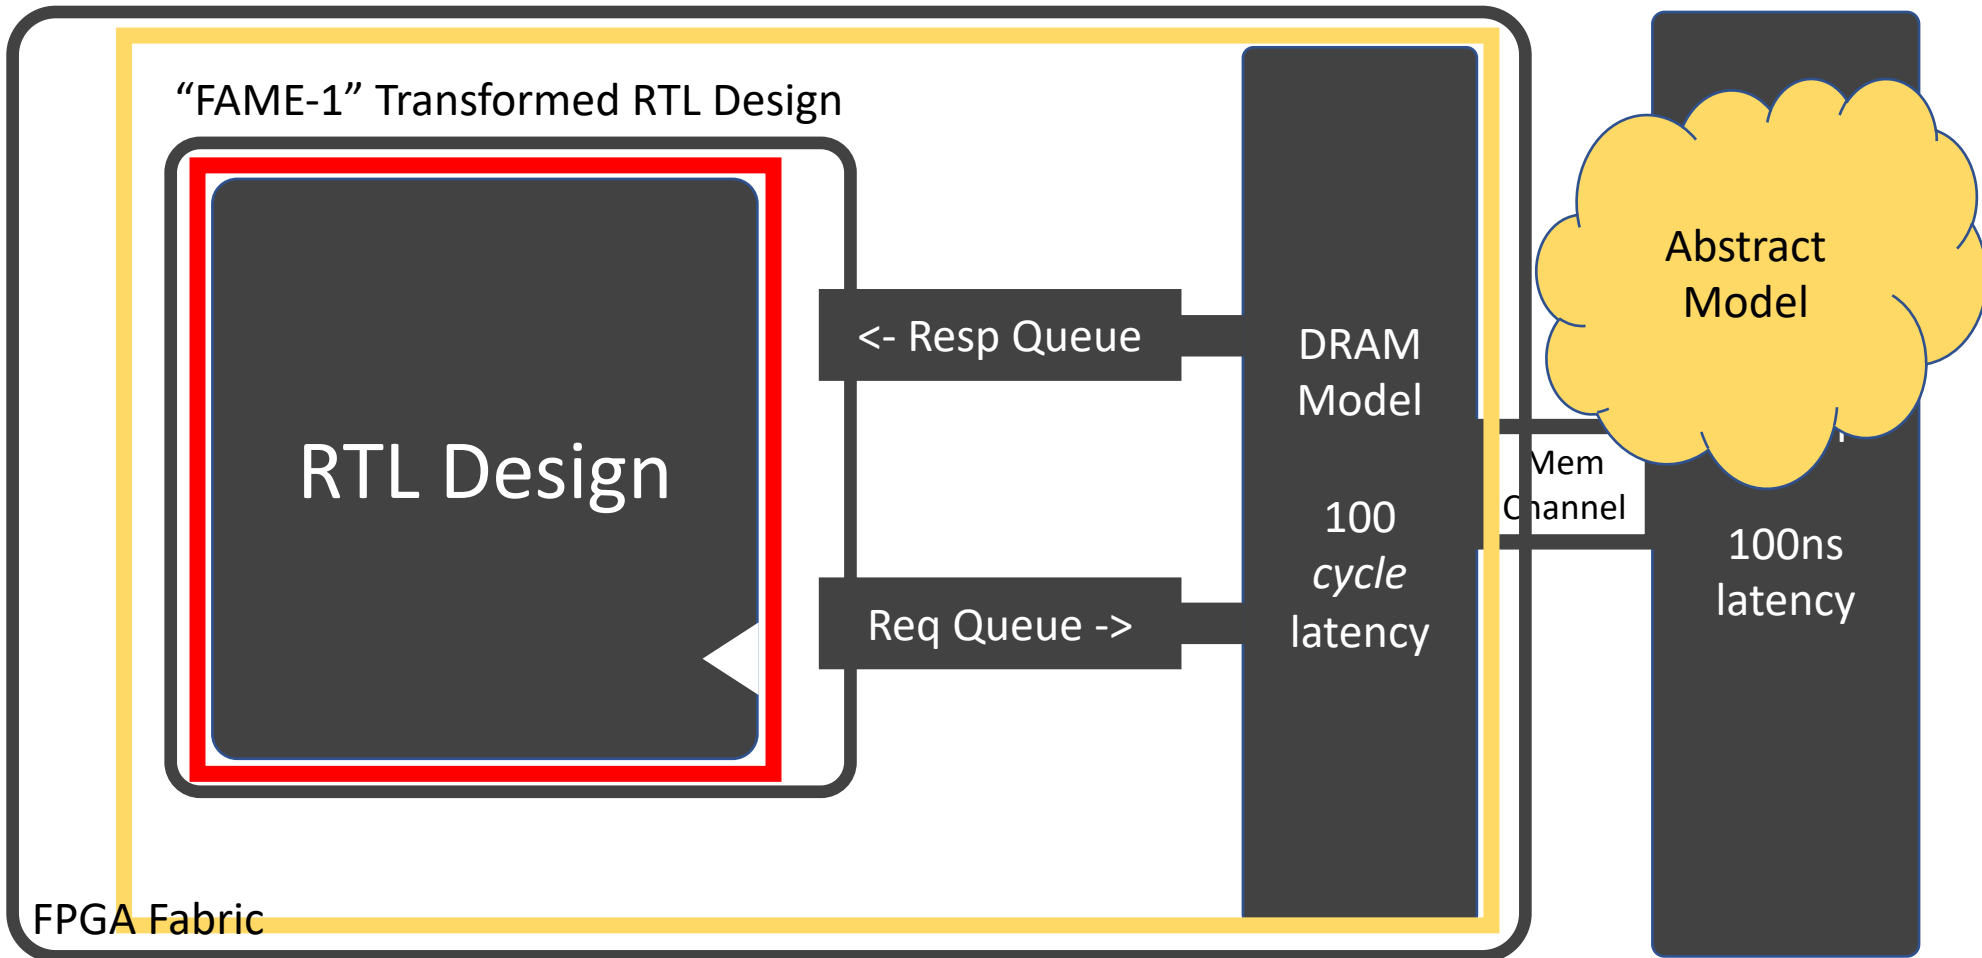 “FAME-1” Transformed RTL Design
RTL Design
<- Resp Queue
Req Queue ->
DRAM
Model
100
cycle
latency
Mem
Channel
Abstract
Model
100ns
latency
FPGA Fabric